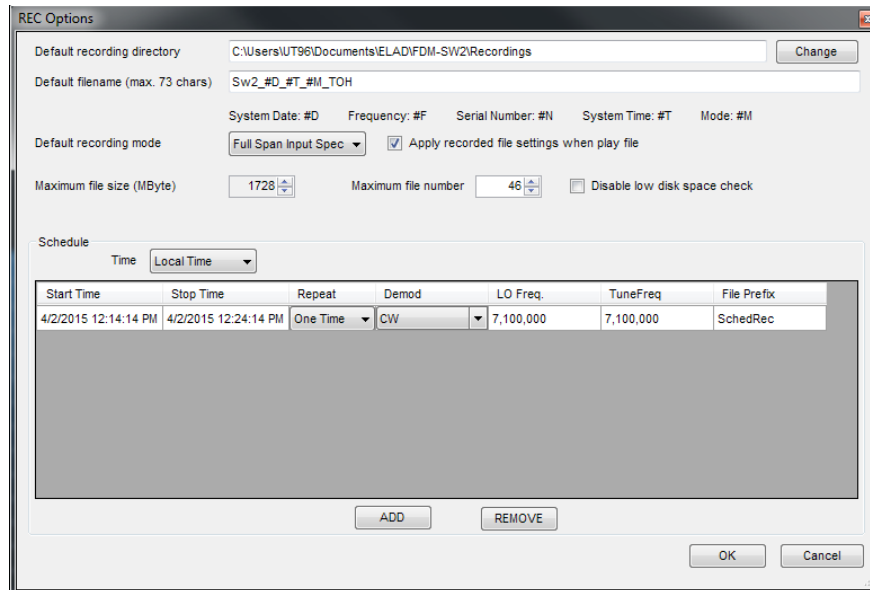 REC Options
Default recording directory C:\Users\UT96\Documents\ELAD\FDM-SW2\Recordings Change
Default filename (max. 73 chars) Sw2_#D_#T_#M_TOH
System Date: #D Frequency: #F Serial Number: #N System Time: #T Mode: #M
Default recording mode Full Span Input Spec Apply recorded file settings when play file
Maximum file size (MByte) 1728 Maximum file number 46 Disable low disk space check
Schedule
Time Local Time
Start Time Stop Time Repeat Demod LO Freq. TuneFreq File Prefix
4/2/2015 12:14:14 PM 4/2/2015 12:24:14 PM One Time CW 7,100,000 7,100,000 SchedRec
ADD REMOVE
OK Cancel